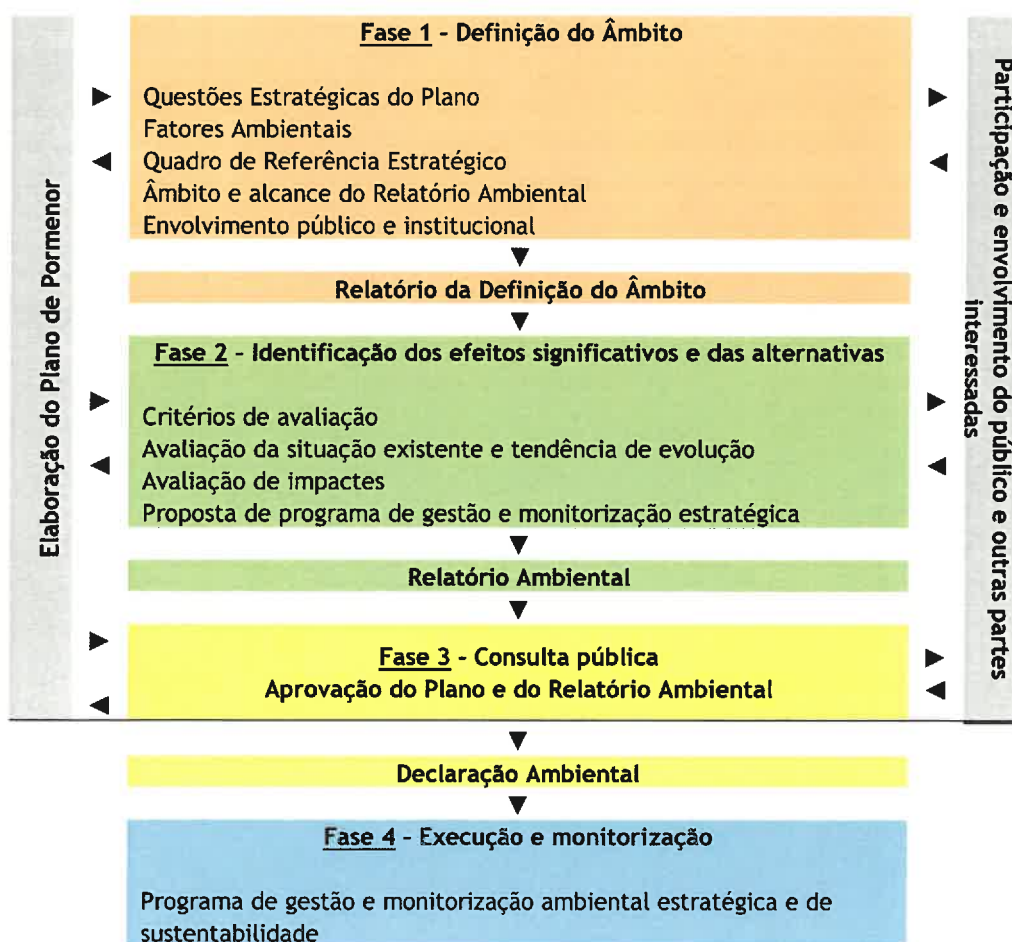 Fase 1 - Definição do Âmbito
Questões Estratégicas do Plano
Fatores Ambientais
Quadro de Referência Estratégico
Âmbito e alcance do Relatório Ambiental
Envolvimento público e institucional
Relatório da Definição do Âmbito
Fase 2 - Identificação dos efeitos significativos e das alternativas
Critérios de avaliação
Avaliação da situação existente e tendência de evolução
Avaliação de impactes
Proposta de programa de gestão e monitorização estratégica
Relatório Ambiental
Fase 3 - Consulta pública
Aprovação do Plano e do Relatório Ambiental
Declaração Ambiental
Fase 4 - Execução e monitorização
Programa de gestão e monitorização ambiental estratégica e de
sustentabilidade
Elaboração do Plano de Pormenor
Participação e envolvimento do público e outras partes
interessadas